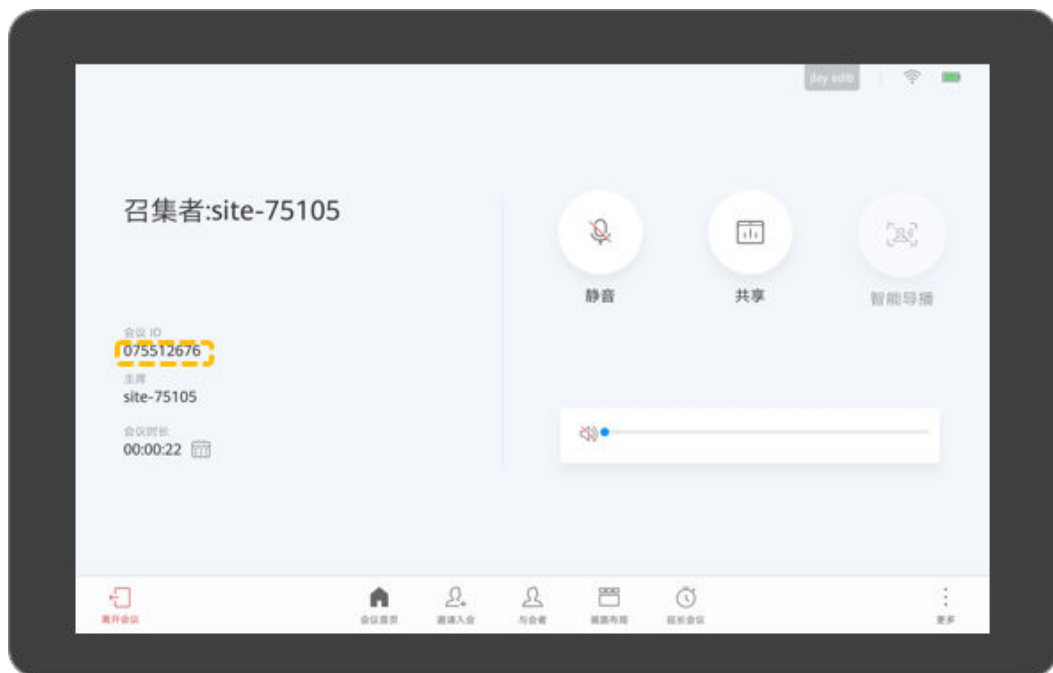 召集者:site-75105
静音
共享
智能导播
会议 ID
075512676
主席
site-75105
会议时长
00:00:22
离开会议
会议首页
邀请入会
与会者
画面布局
延长会议
更多